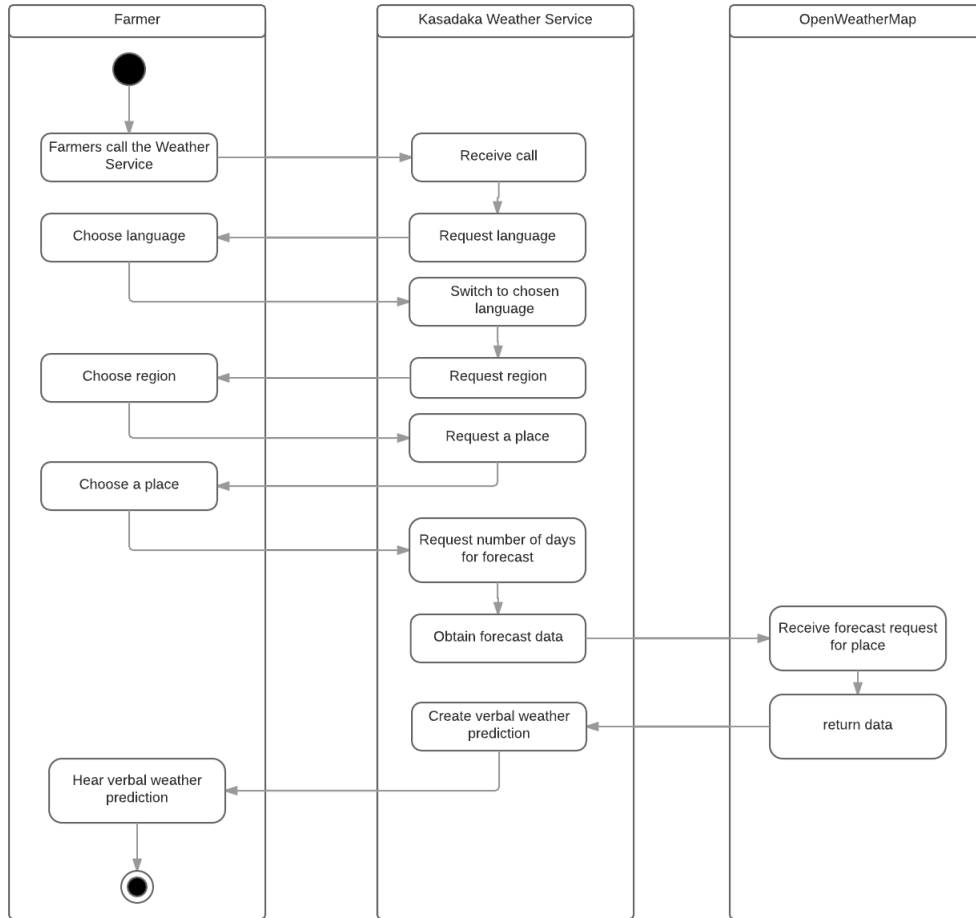 Farmer
Kasadaka Weather Service
OpenWeatherMap
Farmers call the Weather
Service
Receive call
Choose language
Request language
Switch to chosen
language
Choose region
Request region
Request a place
Choose a place
Request number of days
for forecast
Obtain forecast data
Receive forecast request
for place
Create verbal weather
prediction
return data
Hear verbal weather
prediction